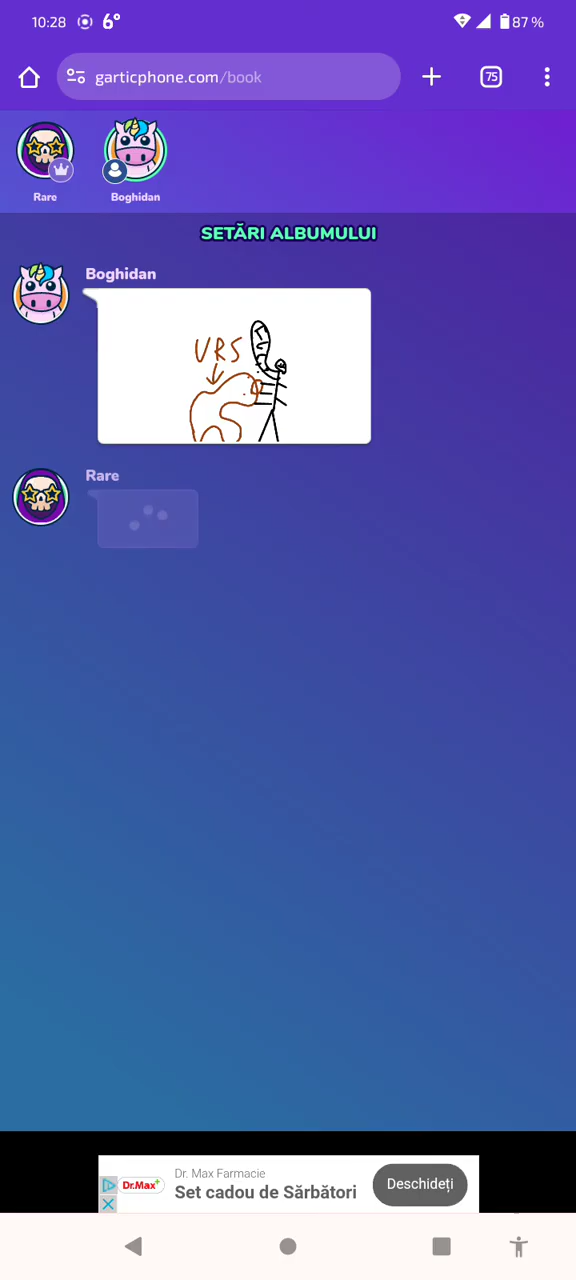 10:28 6° 87 %
garticphone.com/book 75
Rare Boghidan
SETĂRI ALBUMULUI
Boghidan
URS
Rare
Dr. Max Farmacie
Dr.Max+
Set cadou de Sărbători
Deschideți